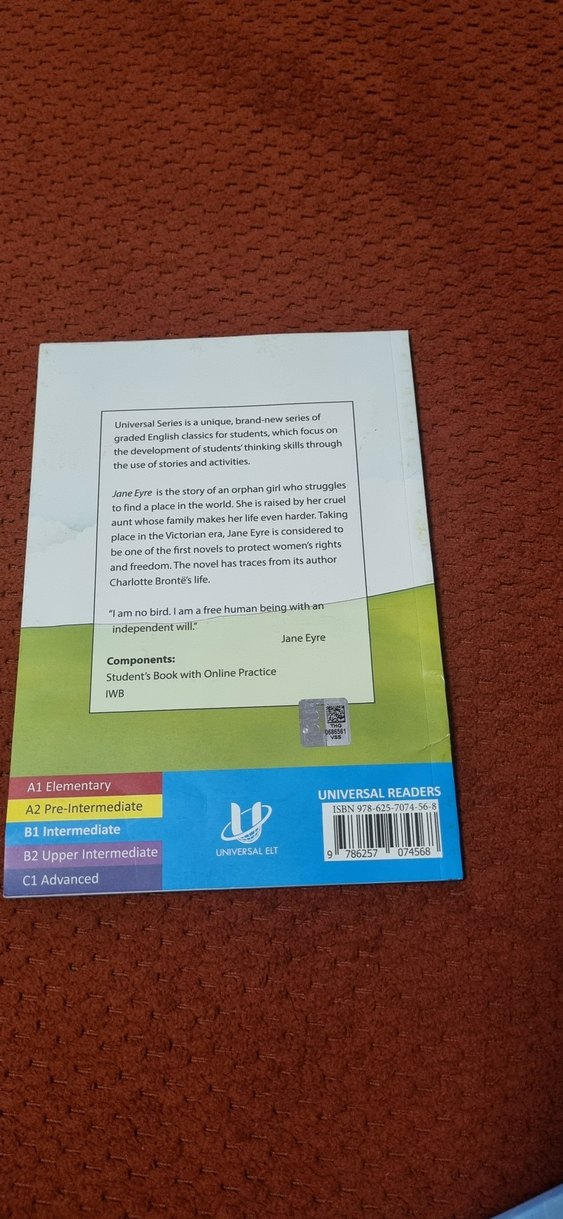 Universal Series is a unique, brand-new series of
graded English classics for students, which focus on
the development of students' thinking skills through
the use of stories and activities.
Jane Eyre is the story of an orphan girl who struggles
to find a place in the world. She is raised by her cruel
aunt whose family makes her life even harder. Taking
place in the Victorian era, Jane Eyre is considered to
be one of the first novels to protect women's rights
and freedom. The novel has traces from its author
Charlotte Brontë's life.
"I am no bird. I am a free human being with an
independent will."
Jane Eyre
Components:
Student's Book with Online Practice
IWB
THG
0686561
VSS
A1 Elementary
A2 Pre-Intermediate
B1 Intermediate
B2 Upper Intermediate
C1 Advanced
UNIVERSAL ELT
UNIVERSAL READERS
ISBN 978-625-7074-56-8
9 786257 074568